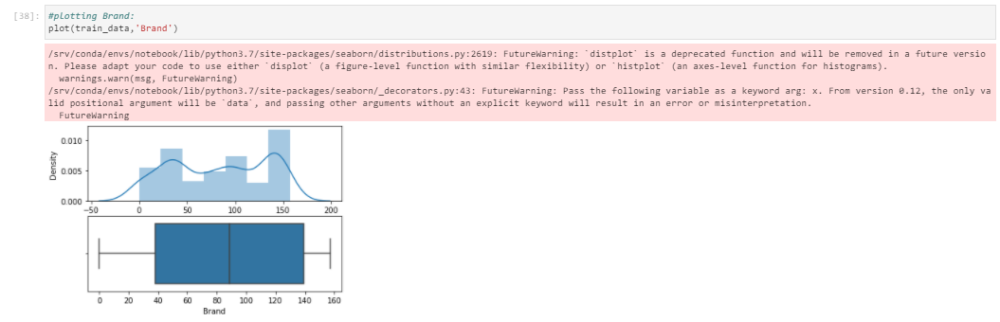 [38]: #plotting Brand:
plot(train_data,'Brand')
/srv/conda/envs/notebook/lib/python3.7/site-packages/seaborn/distributions.py:2619: FutureWarning: `distplot` is a deprecated function and will be removed in a future versio
n. Please adapt your code to use either `displot` (a figure-level function with similar flexibility) or `histplot` (an axes-level function for histograms).
warnings.warn(msg, FutureWarning)
/srv/conda/envs/notebook/lib/python3.7/site-packages/seaborn/_decorators.py:43: FutureWarning: Pass the following variable as a keyword arg: x. From version 0.12, the only va
lid positional argument will be `data`, and passing other arguments without an explicit keyword will result in an error or misinterpretation.
FutureWarning
Density
0.010
0.005
0.000
−50 0 50 100 150 200
0 20 40 60 80 100 120 140 160
Brand